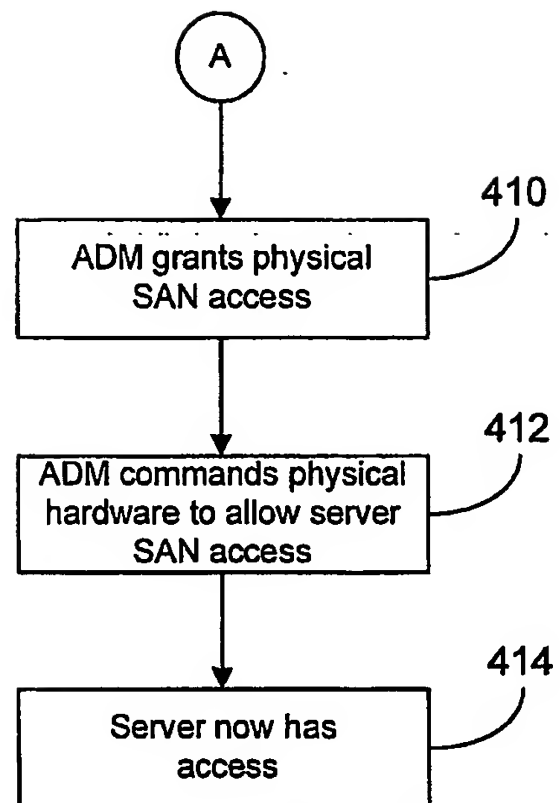 A
410
ADM grants physical
SAN access
412
ADM commands physical
hardware to allow server
SAN access
414
Server now has
access